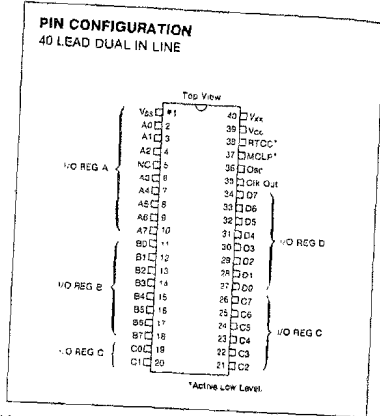 PIN CONFIGURATION
40 LEAD DUAL IN LINE
Top View
Vss #1 40 Vxx
A0 2 39 Vcc
A1 3 38 RTCC*
A2 4 37 MCLR*
NC 5 36 Osc
A3 6 35 Clk Out
A4 7 34 D7
A5 8 33 D6
A6 9 32 D5
A7 10 31 D4
B0 11 30 D3
B1 12 29 D2
B2 13 28 D1
B3 14 27 D0
B4 15 26 C7
B5 16 25 C6
B6 17 24 C5
B7 18 23 C4
C0 19 22 C3
C1 20 21 C2
I/O REG A
I/O REG B
I/O REG C
I/O REG D
I/O REG C
*Active Low Level.